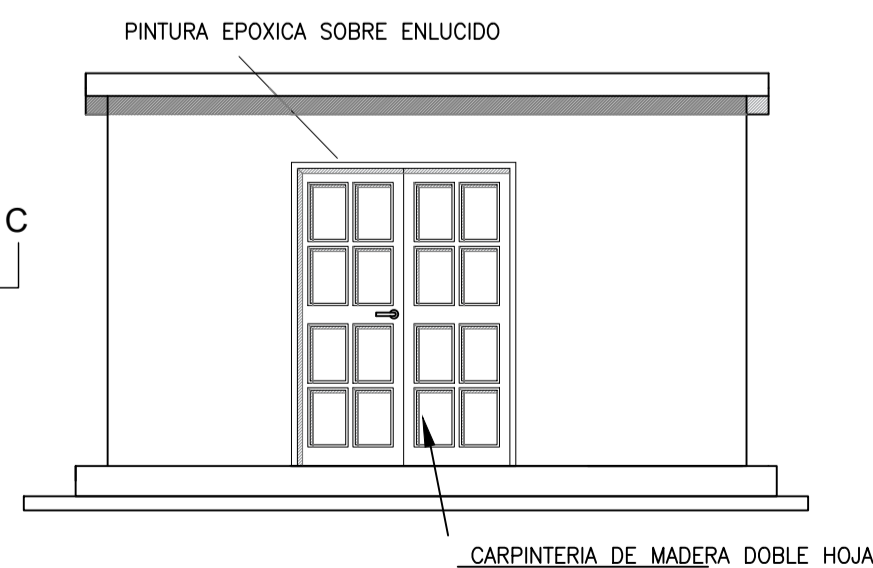 PINTURA EPOXICA SOBRE ENLUCIDO
C
CARPINTERIA DE MADERA DOBLE HOJA